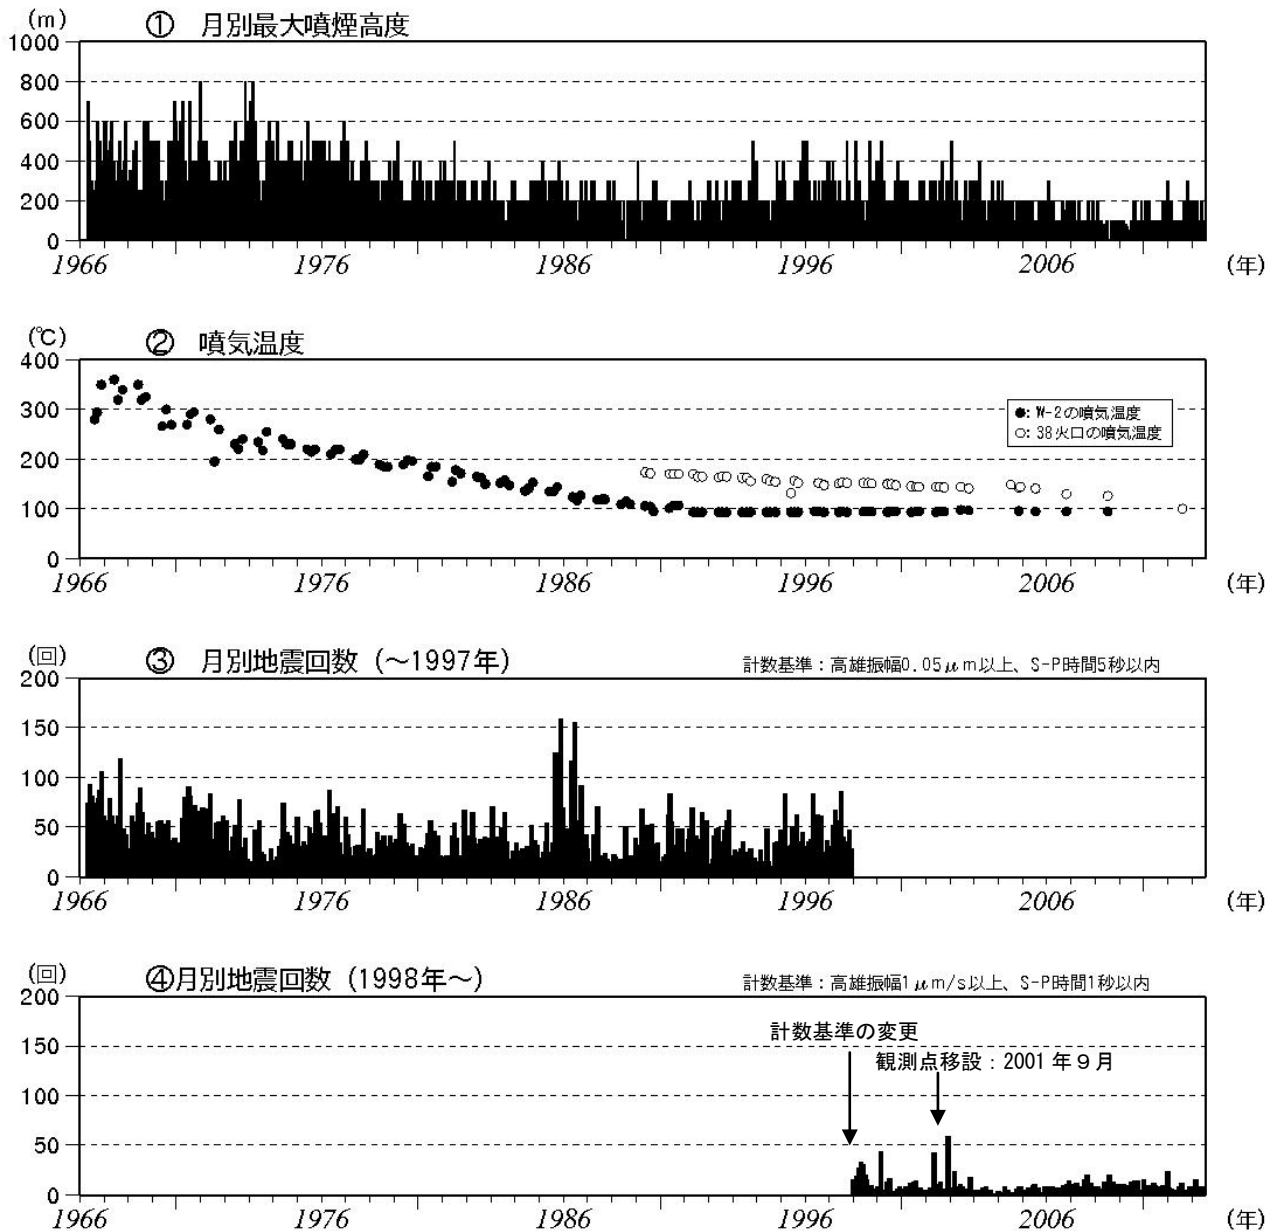 (m)
① 月別最大噴煙高度
1000
800
600
400
200
0
1966 1976 1986 1996 2006 (年)
(℃)
② 噴気温度
400
300
200
100
0
●: W-2の噴気温度
○: 38火口の噴気温度
1966 1976 1986 1996 2006 (年)
(回)
③ 月別地震回数（～1997年）
計数基準：高雄振幅0.05μm以上、S-P時間5秒以内
200
150
100
50
0
1966 1976 1986 1996 2006 (年)
(回)
④月別地震回数（1998年～）
計数基準：高雄振幅1μm/s以上、S-P時間1秒以内
200
150
100
50
0
計数基準の変更
観測点移設：2001年9月
1966 1976 1986 1996 2006 (年)